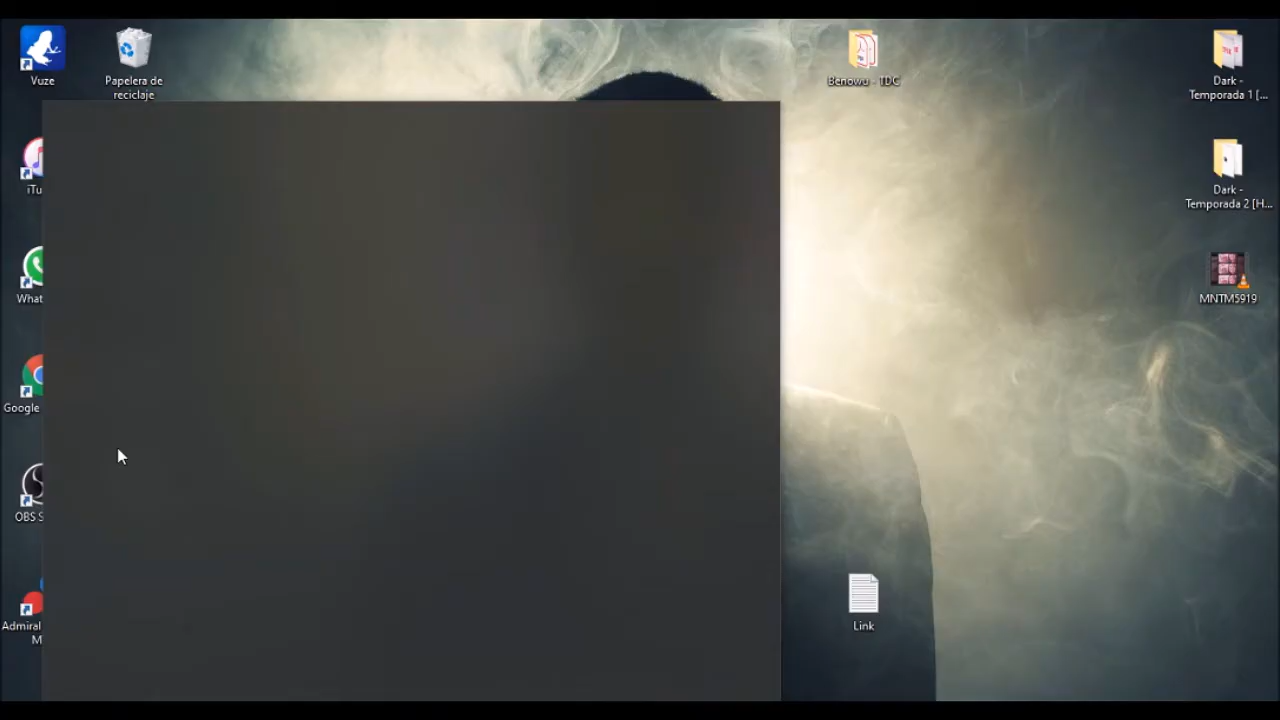 Vuze
Papelera de
reciclaje
Benowu - TDC
Dark -
Temporada 1 [...
iTu
Dark -
Temporada 2 [H...
What
MNTM5919
Google
OBS S
Admiral
M
Link